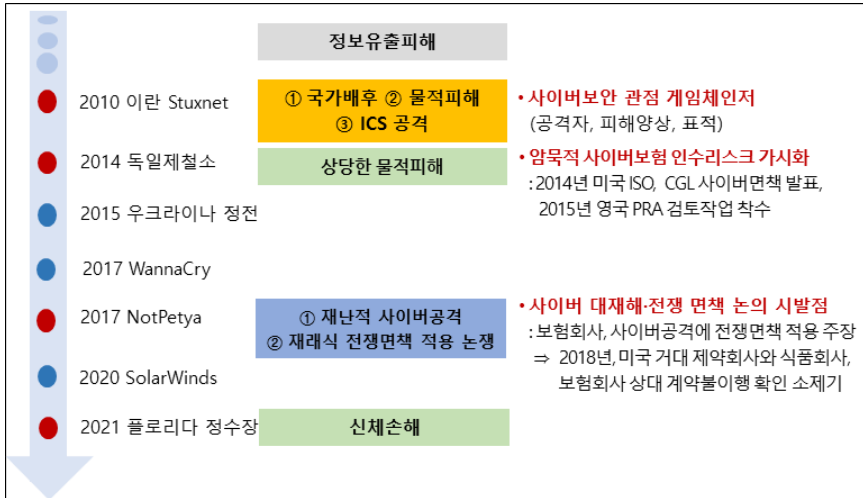 정보유출피해
2010 이란 Stuxnet
① 국가배후 ② 물적피해
③ ICS 공격
• 사이버보안 관점 게임체인저
(공격자, 피해양상, 표적)
2014 독일제철소
상당한 물적피해
• 암묵적 사이버보험 인수리스크 가시화
: 2014년 미국 ISO, CGL 사이버면책 발표,
2015년 영국 PRA 검토작업 착수
2015 우크라이나 정전
2017 WannaCry
2017 NotPetya
① 재난적 사이버공격
② 재래식 전쟁면책 적용 논쟁
• 사이버 대재해·전쟁 면책 논의 시발점
: 보험회사, 사이버공격에 전쟁면책 적용 주장
⇒ 2018년, 미국 거대 제약회사와 식품회사,
보험회사 상대 계약불이행 확인 소제기
2020 SolarWinds
2021 플로리다 정수장
신체손해